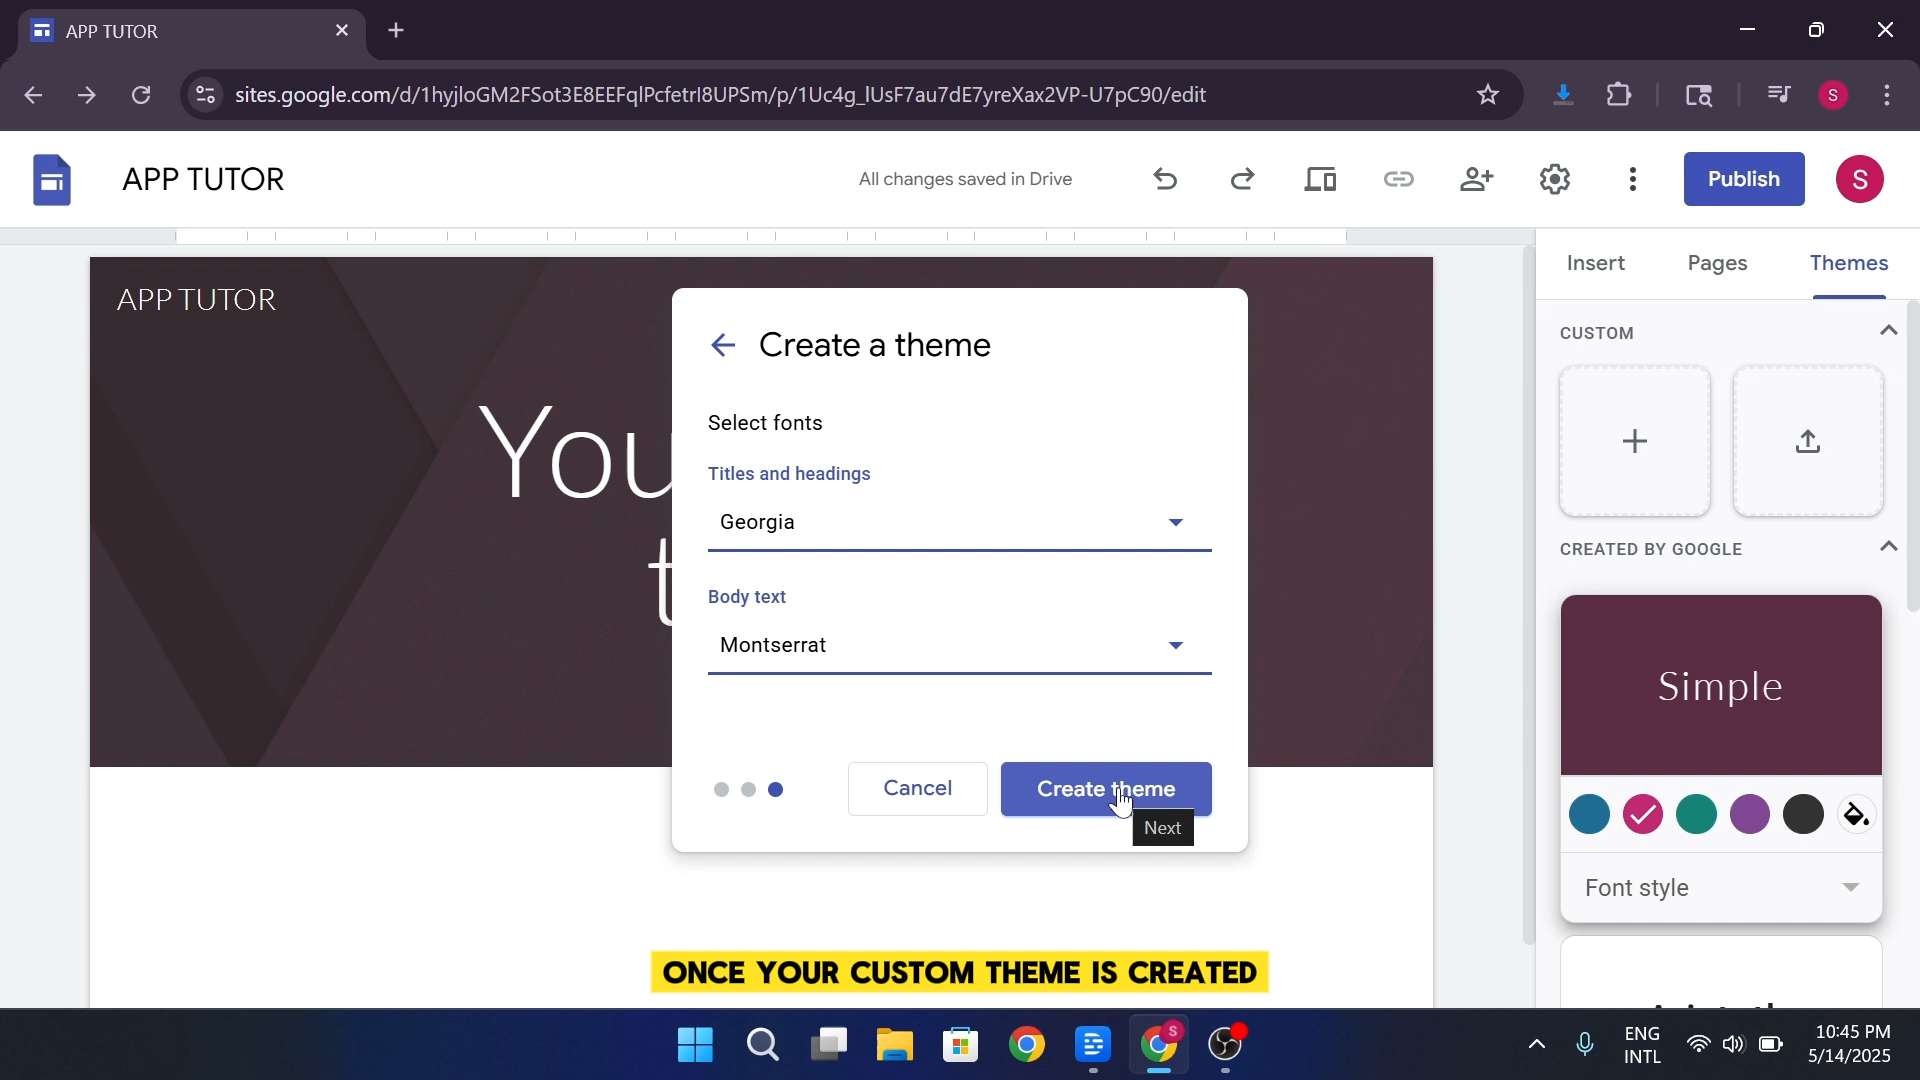 APP TUTOR
sites.google.com/d/1hyjloGM2FSot3E8EEFqlPcfetrl8UPSm/p/1Uc4g_lUsF7au7dE7yreXax2VP-U7pC90/edit
S
APP TUTOR
All changes saved in Drive
Publish
S
Insert
Pages
Themes
APP TUTOR
You
t
Create a theme
Select fonts
Titles and headings
Georgia
Body text
Montserrat
Cancel
Create theme
Next
CUSTOM
CREATED BY GOOGLE
Simple
Font style
ONCE YOUR CUSTOM THEME IS CREATED
S
ENG
INTL
10:45 PM
5/14/2025